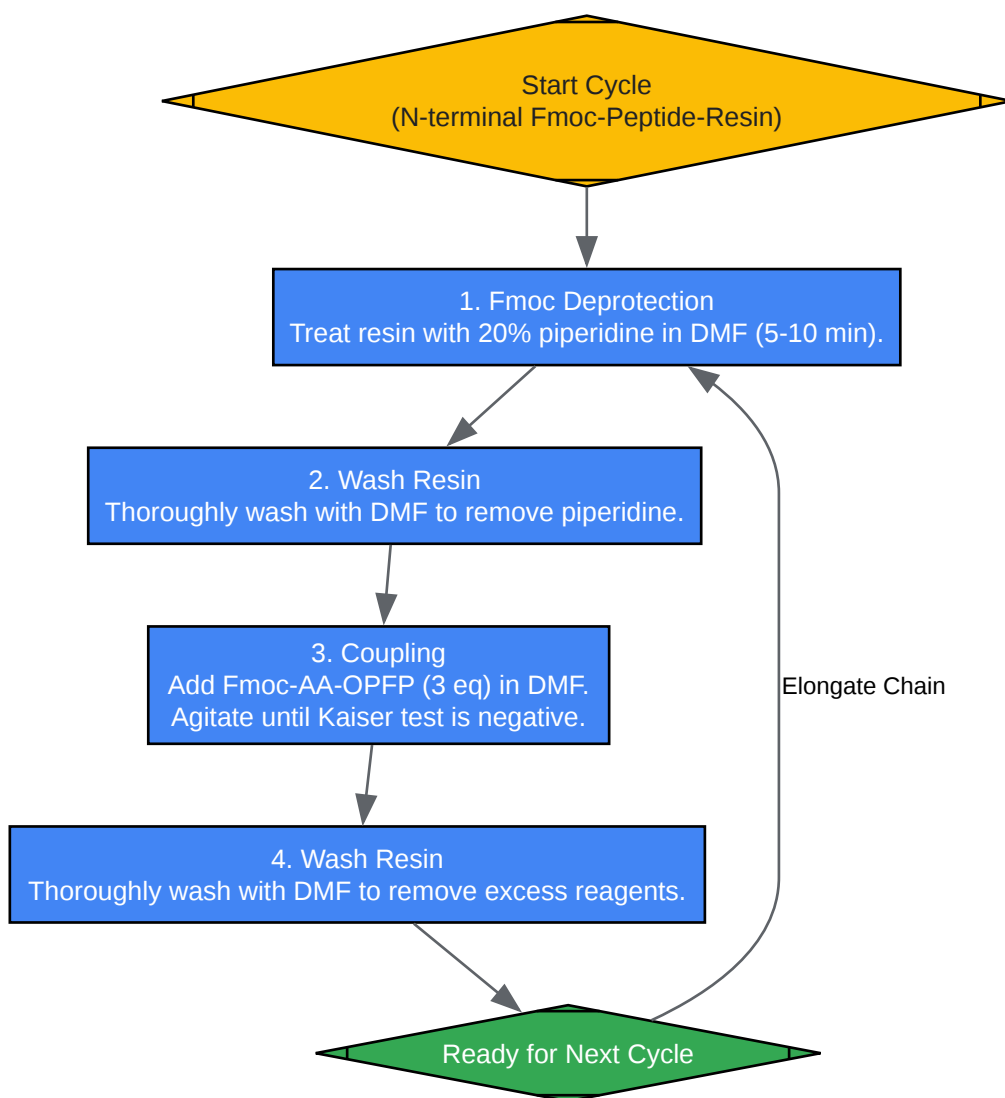 Start Cycle
(N-terminal Fmoc-Peptide-Resin)
1. Fmoc Deprotection
Treat resin with 20% piperidine in DMF (5-10 min).
2. Wash Resin
Thoroughly wash with DMF to remove piperidine.
3. Coupling
Add Fmoc-AA-OPFP (3 eq) in DMF.
Agitate until Kaiser test is negative.
Elongate Chain
4. Wash Resin
Thoroughly wash with DMF to remove excess reagents.
Ready for Next Cycle